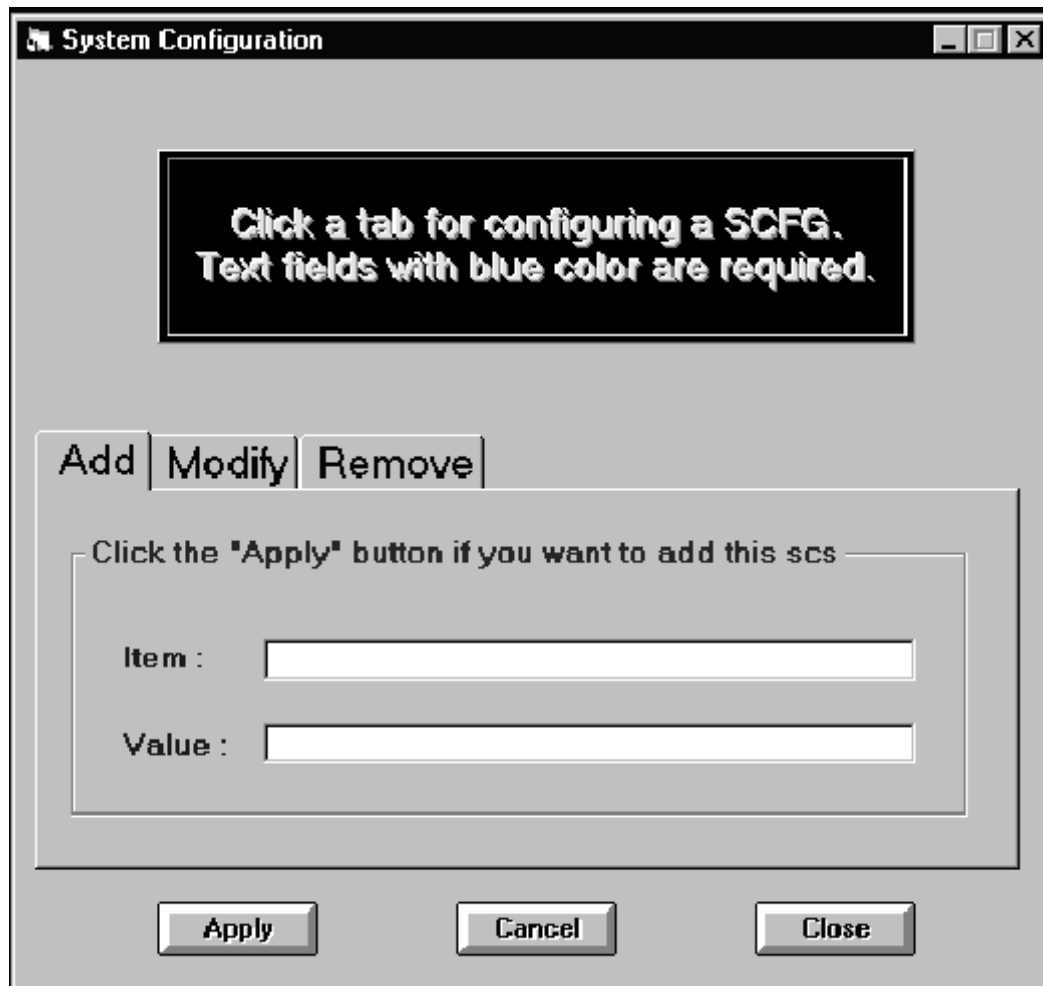 System Configuration
Click a tab for configuring a SCFG.
Text fields with blue color are required.
Add Modify Remove
Click the "Apply" button if you want to add this scs
Item :
Value :
Apply Cancel Close